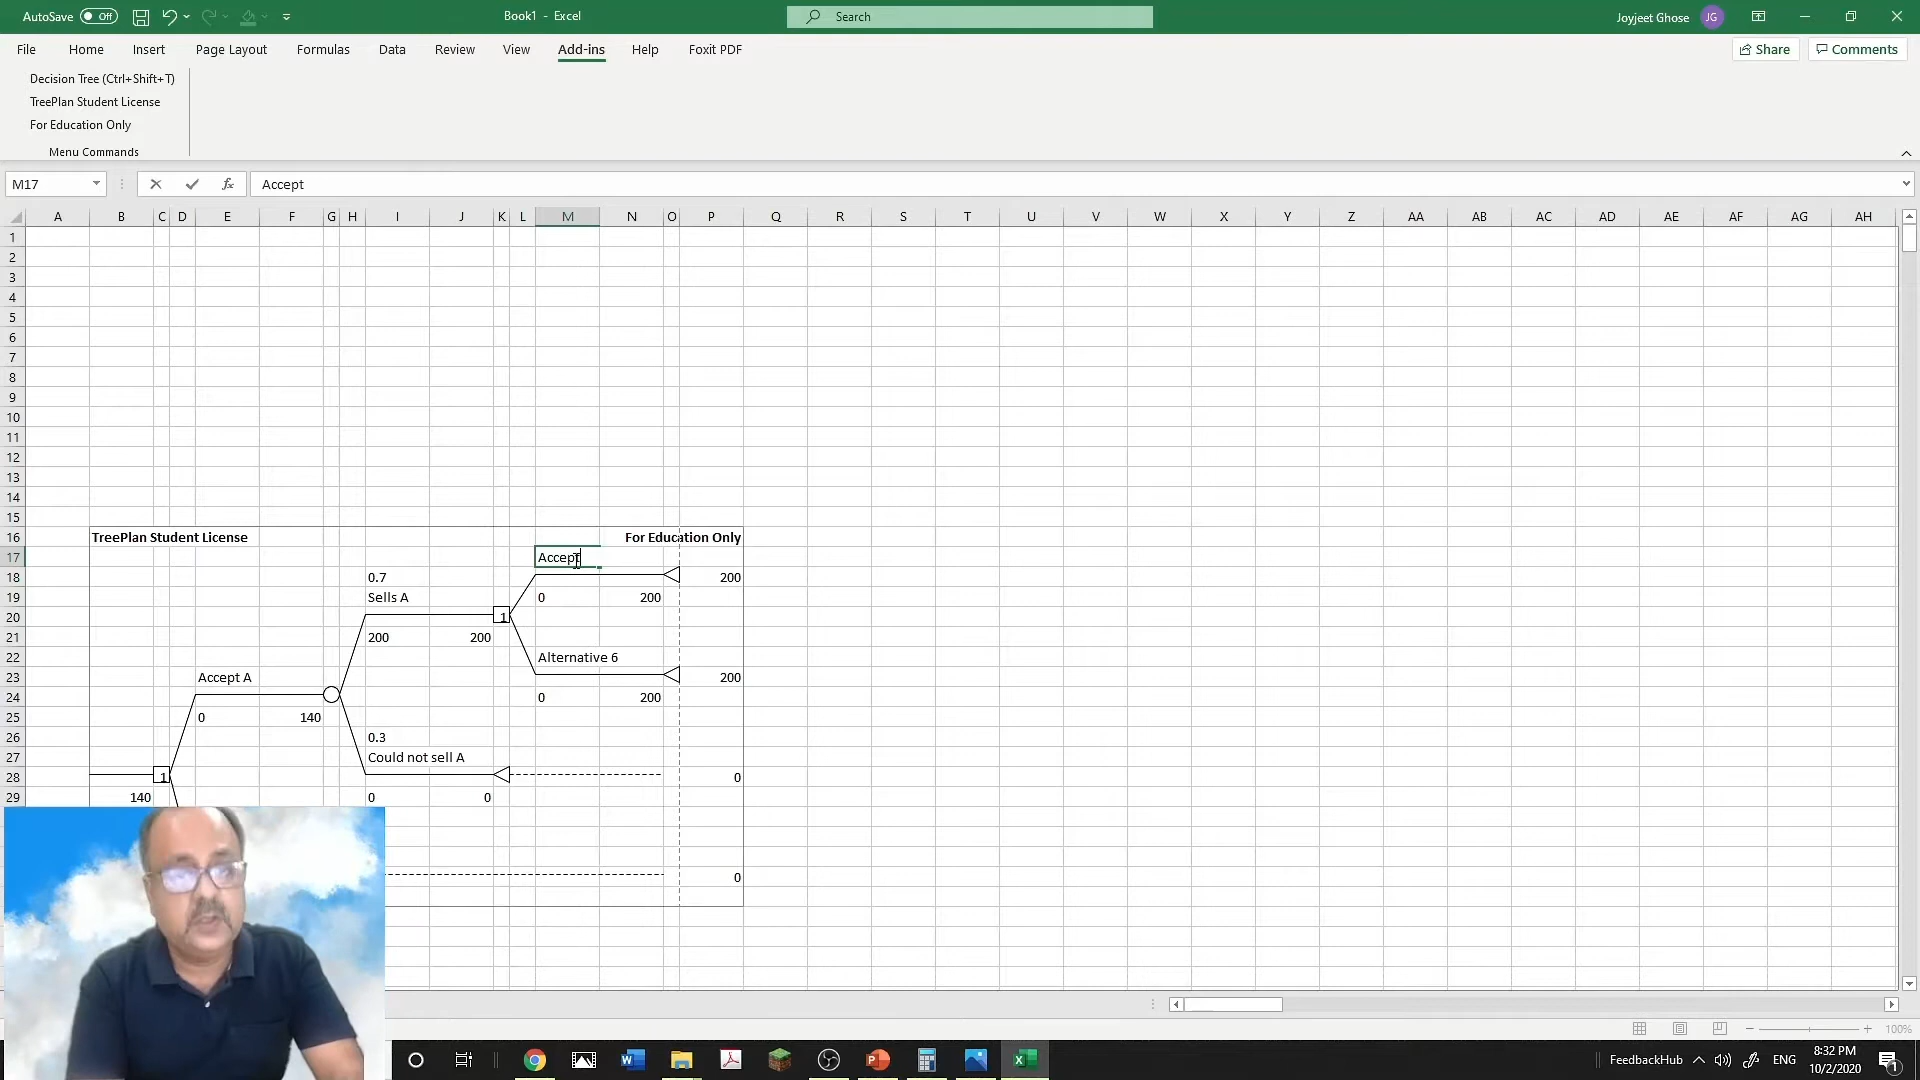 AutoSave Off Book1 - Excel Search Joyjeet Ghose JG
File Home Insert Page Layout Formulas Data Review View Add-ins Help Foxit PDF Share Comments
Decision Tree (Ctrl+Shift+T)
TreePlan Student License
For Education Only
Menu Commands
M17 fx Accept
A B C D E F G H I J K L M N O P Q R S T U V W X Y Z AA AB AC AD AE AF AG AH
1
2
3
4
5
6
7
8
9
10
11
12
13
14
15
16 TreePlan Student License For Education Only
17 Accept
18 0.7 200
19 Sells A 0 200
20 1
21 200 200
22 Alternative 6
23 Accept A 200
24 0 200
25 0 140
26 0.3
27 Could not sell A
28 1 0
29 140 0 0
0
100%
W P X FeedbackHub ENG 8:32 PM
10/2/2020 1